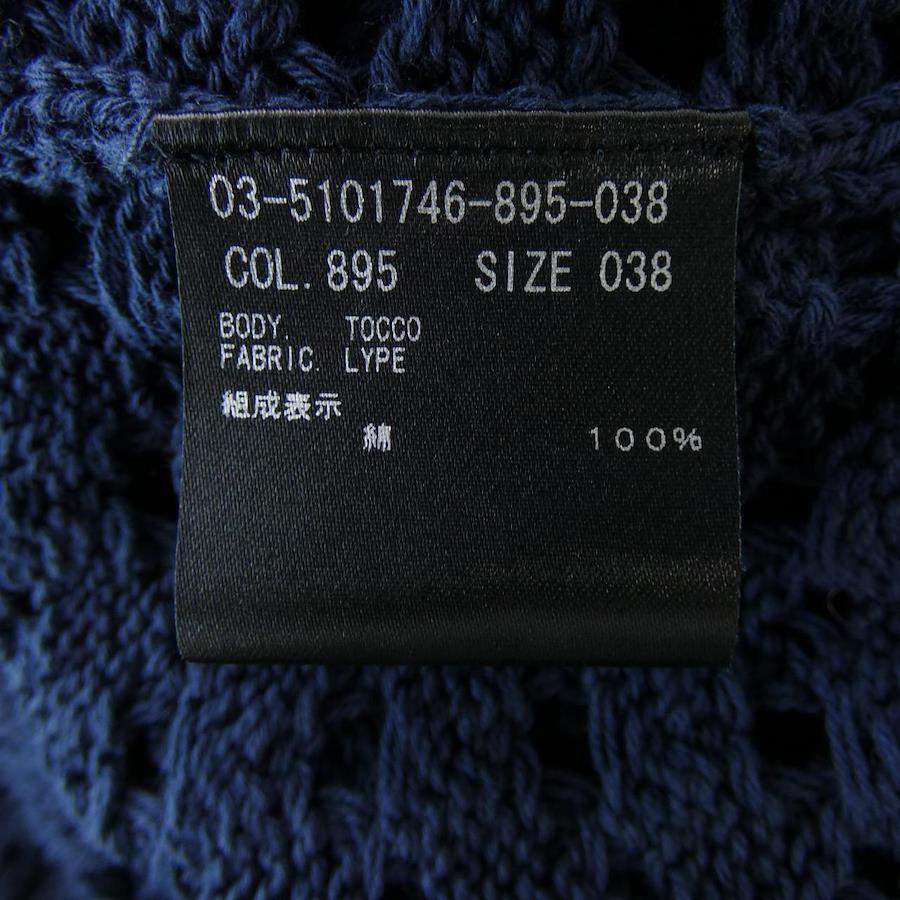 03-5101746-895-038
COL. 895 SIZE 038
BODY. TOCCO
FABRIC. LYPE
組成表示
綿 100%